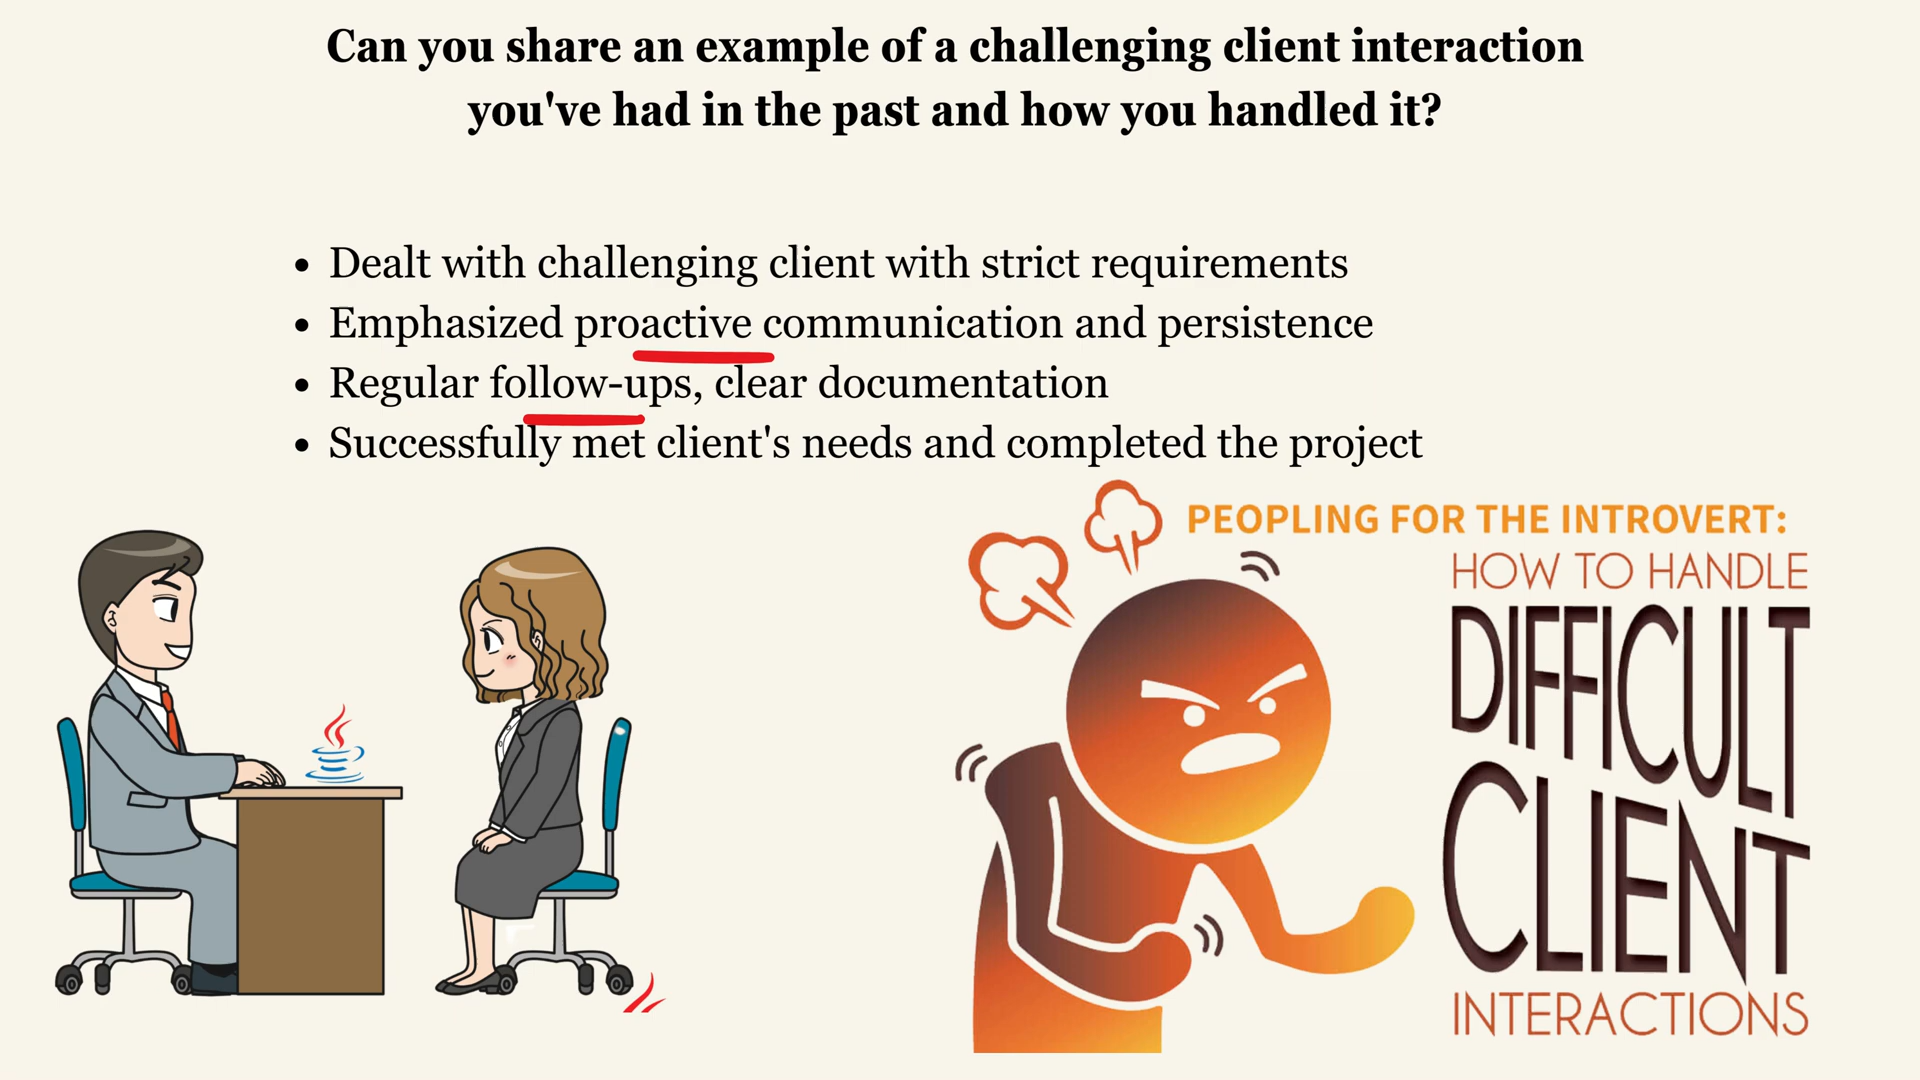 Can you share an example of a challenging client interaction
you've had in the past and how you handled it?
• Dealt with challenging client with strict requirements
• Emphasized proactive communication and persistence
• Regular follow-ups, clear documentation
• Successfully met client's needs and completed the project
PEOPLING FOR THE INTROVERT:
HOW TO HANDLE
DIFFICULT
CLIENT
INTERACTIONS